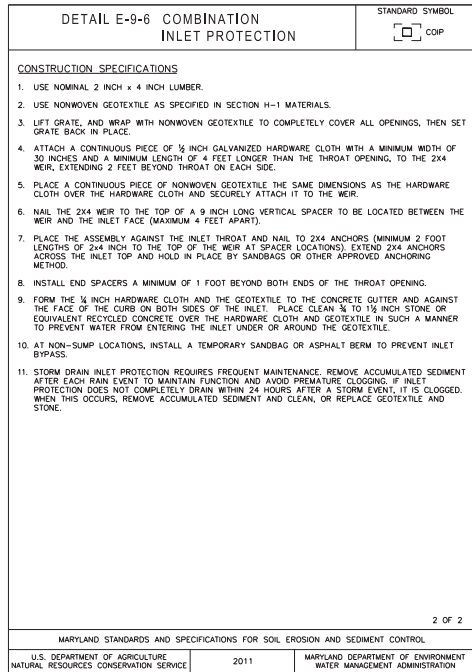 DETAIL E-9-6 COMBINATION
INLET PROTECTION
STANDARD SYMBOL
COIP
CONSTRUCTION SPECIFICATIONS
1. USE NOMINAL 2 INCH x 4 INCH LUMBER.
2. USE NONWOVEN GEOTEXTILE AS SPECIFIED IN SECTION H-1 MATERIALS.
3. LIFT GRATE, AND WRAP WITH NONWOVEN GEOTEXTILE TO COMPLETELY COVER ALL OPENINGS, THEN SET
GRATE BACK IN PLACE.
4. ATTACH A CONTINUOUS PIECE OF ½ INCH GALVANIZED HARDWARE CLOTH WITH A MINIMUM WIDTH OF
30 INCHES AND A MINIMUM LENGTH OF 4 FEET LONGER THAN THE THROAT OPENING, TO THE 2X4
WEIR, EXTENDING 2 FEET BEYOND THROAT ON EACH SIDE.
5. PLACE A CONTINUOUS PIECE OF NONWOVEN GEOTEXTILE THE SAME DIMENSIONS AS THE HARDWARE
CLOTH OVER THE HARDWARE CLOTH AND SECURELY ATTACH IT TO THE WEIR.
6. NAIL THE 2X4 WEIR TO THE TOP OF A 9 INCH LONG VERTICAL SPACER TO BE LOCATED BETWEEN THE
WEIR AND THE INLET FACE (MAXIMUM 4 FEET APART).
7. PLACE THE ASSEMBLY AGAINST THE INLET THROAT AND NAIL TO 2X4 ANCHORS (MINIMUM 2 FOOT
LENGTHS OF 2x4 INCH TO THE TOP OF THE WEIR AT SPACER LOCATIONS). EXTEND 2X4 ANCHORS
ACROSS THE INLET TOP AND HOLD IN PLACE BY SANDBAGS OR OTHER APPROVED ANCHORING
METHOD.
8. INSTALL END SPACERS A MINIMUM OF 1 FOOT BEYOND BOTH ENDS OF THE THROAT OPENING.
9. FORM THE ½ INCH HARDWARE CLOTH AND THE GEOTEXTILE TO THE CONCRETE GUTTER AND AGAINST
THE FACE OF THE CURB ON BOTH SIDES OF THE INLET. PLACE CLEAN ¾ TO 1½ INCH STONE OR
EQUIVALENT RECYCLED CONCRETE OVER THE HARDWARE CLOTH AND GEOTEXTILE IN SUCH A MANNER
TO PREVENT WATER FROM ENTERING THE INLET UNDER OR AROUND THE GEOTEXTILE.
10. AT NON-SUMP LOCATIONS, INSTALL A TEMPORARY SANDBAG OR ASPHALT BERM TO PREVENT INLET
BYPASS.
11. STORM DRAIN INLET PROTECTION REQUIRES FREQUENT MAINTENANCE. REMOVE ACCUMULATED SEDIMENT
AFTER EACH RAIN EVENT TO MAINTAIN FUNCTION AND AVOID PREMATURE CLOGGING. IF INLET
PROTECTION DOES NOT COMPLETELY DRAIN WITHIN 24 HOURS AFTER A STORM EVENT, IT IS CLOGGED.
WHEN THIS OCCURS, REMOVE ACCUMULATED SEDIMENT AND CLEAN, OR REPLACE GEOTEXTILE AND
STONE.
2 OF 2
MARYLAND STANDARDS AND SPECIFICATIONS FOR SOIL EROSION AND SEDIMENT CONTROL
U.S. DEPARTMENT OF AGRICULTURE
NATURAL RESOURCES CONSERVATION SERVICE
2011
MARYLAND DEPARTMENT OF ENVIRONMENT
WATER MANAGEMENT ADMINISTRATION